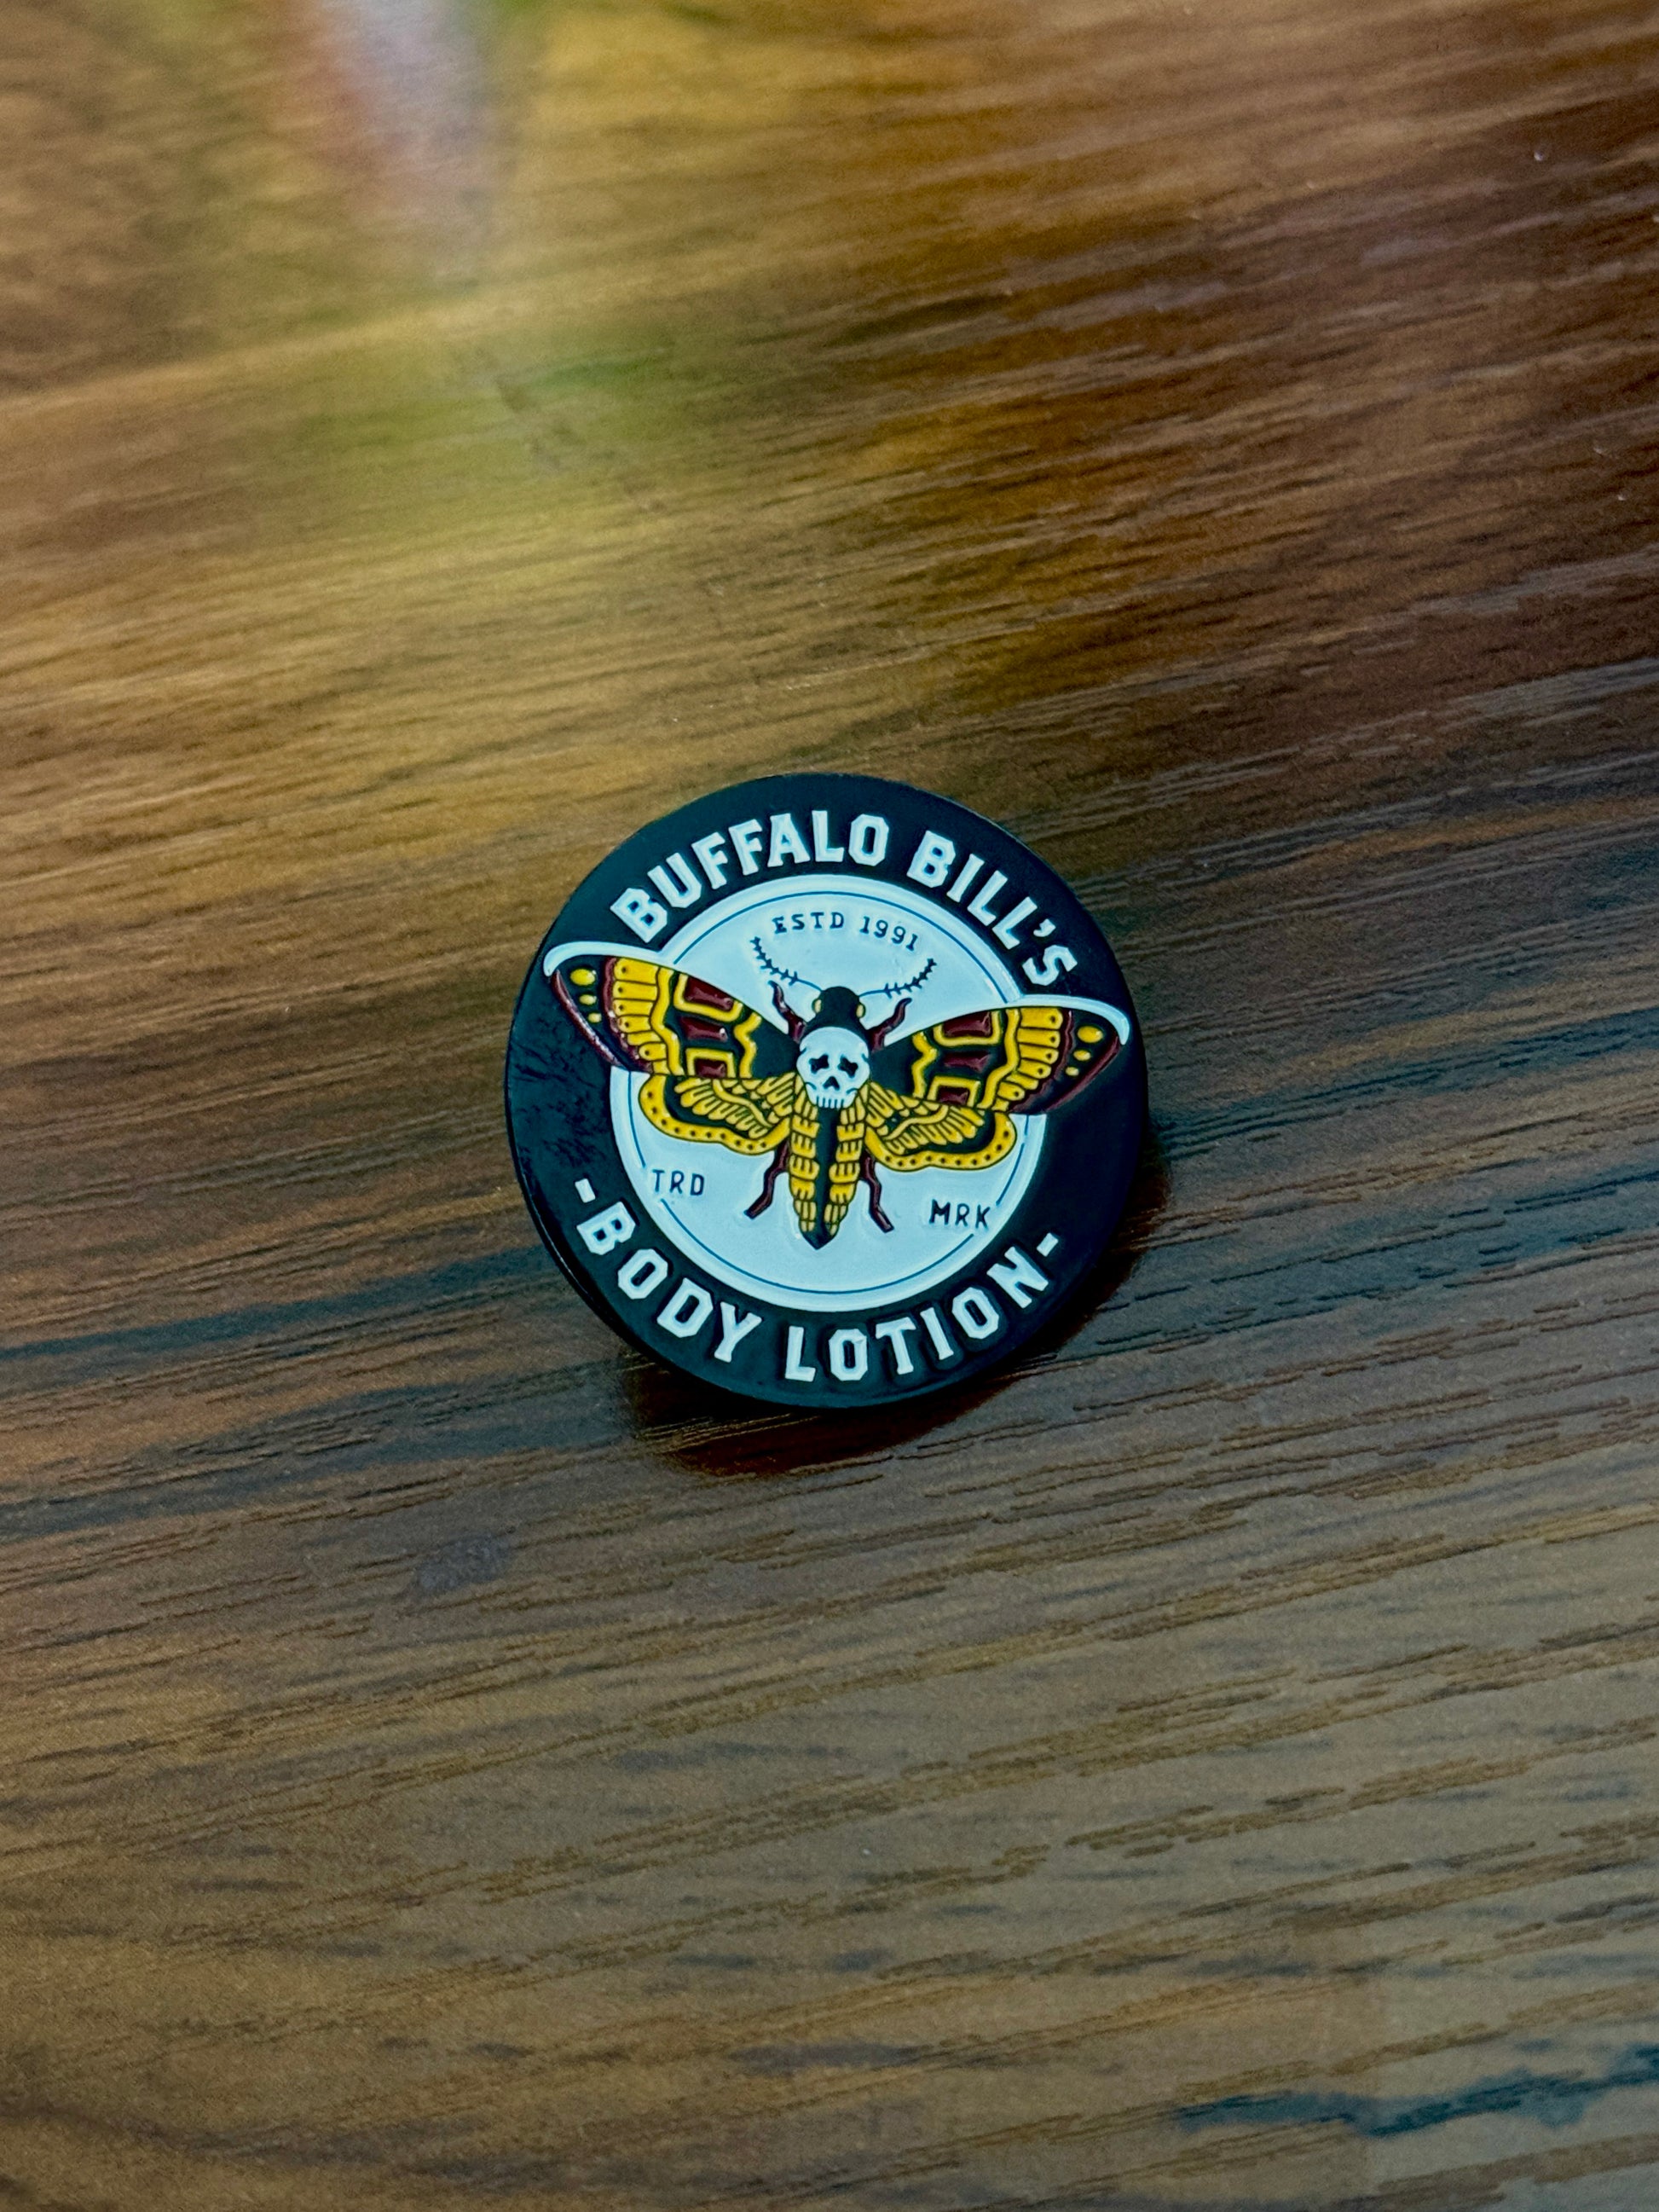 BUFFALO BILL'S
ESTD 1991
TRD
MRK
-BODY LOTION-